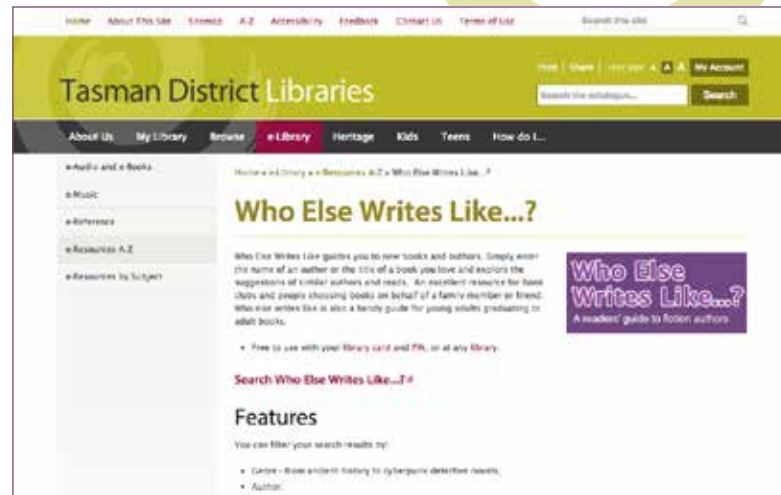 Home About This Site Sitemap A-Z Accessibility Feedback Contact Us Terms of Use Search this site
Print | Share | Text size A A A My Account
Tasman District Libraries
Search the catalogue... Search
About Us My Library Browse e-Library Heritage Kids Teens How do I...
e-Audio and e-Books
e-Music
e-Reference
e-Resources A-Z
e-Resources by Subject
Home » e-Library » e-Resources A-Z » Who Else Writes Like...?
Who Else Writes Like...?
Who Else Writes Like guides you to new books and authors. Simply enter
the name of an author or the title of a book you love and explore the
suggestions of similar authors and reads. An excellent resource for book
clubs and people choosing books on behalf of a family member or friend.
Who else writes like is also a handy guide for young adults graduating to
adult books.
Who Else
Writes Like...?
A readers' guide to fiction authors
• Free to use with your library card and PIN, or at any library.
Search Who Else Writes Like...?
Features
You can filter your search results by:
• Genre - from ancient history to cyberpunk detective novels;
• Author;